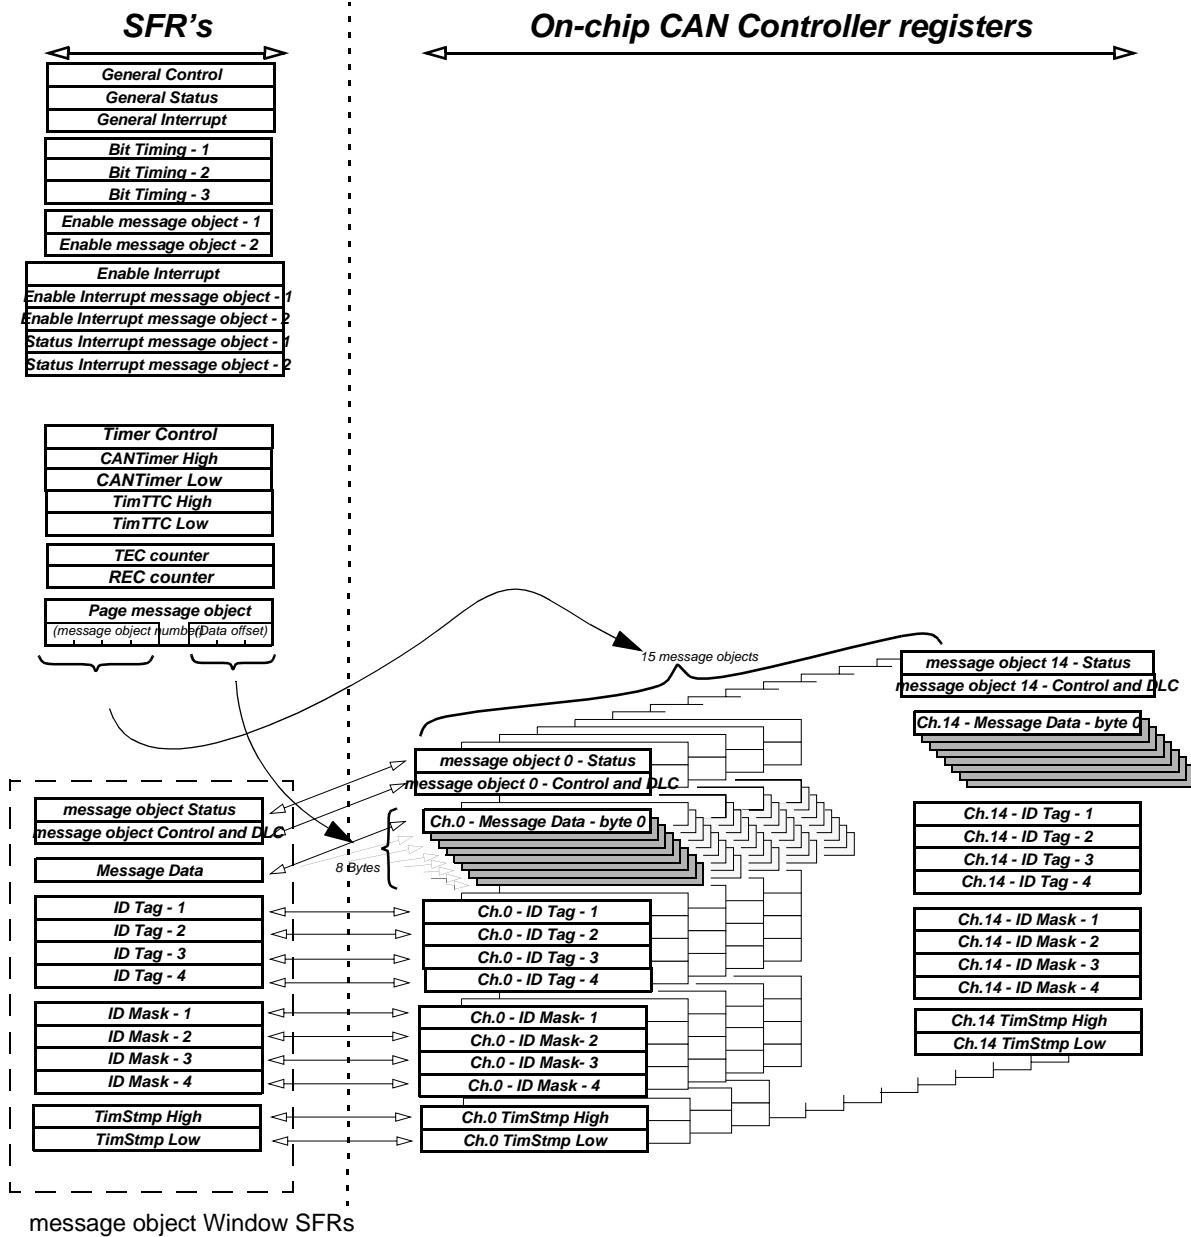 SFR's
General Control
General Status
General Interrupt
Bit Timing - 1
Bit Timing - 2
Bit Timing - 3
Enable message object - 1
Enable message object - 2
Enable Interrupt
Enable Interrupt message object - 1
Enable Interrupt message object - 2
Status Interrupt message object - 1
Status Interrupt message object - 2
Timer Control
CANTimer High
CANTimer Low
TimTTC High
TimTTC Low
TEC counter
REC counter
Page message object
(message object number)
(Data offset)
message object Status
message object Control and DLC
Message Data
ID Tag - 1
ID Tag - 2
ID Tag - 3
ID Tag - 4
ID Mask - 1
ID Mask - 2
ID Mask - 3
ID Mask - 4
TimStmp High
TimStmp Low
message object Window SFRs
On-chip CAN Controller registers
15 message objects
8 Bytes
message object 0 - Status
message object 0 - Control and DLC
Ch.0 - Message Data - byte 0
Ch.0 - ID Tag - 1
Ch.0 - ID Tag - 2
Ch.0 - ID Tag - 3
Ch.0 - ID Tag - 4
Ch.0 - ID Mask- 1
Ch.0 - ID Mask- 2
Ch.0 - ID Mask- 3
Ch.0 - ID Mask - 4
Ch.0 TimStmp High
Ch.0 TimStmp Low
message object 14 - Status
message object 14 - Control and DLC
Ch.14 - Message Data - byte 0
Ch.14 - ID Tag - 1
Ch.14 - ID Tag - 2
Ch.14 - ID Tag - 3
Ch.14 - ID Tag - 4
Ch.14 - ID Mask - 1
Ch.14 - ID Mask - 2
Ch.14 - ID Mask - 3
Ch.14 - ID Mask - 4
Ch.14 TimStmp High
Ch.14 TimStmp Low